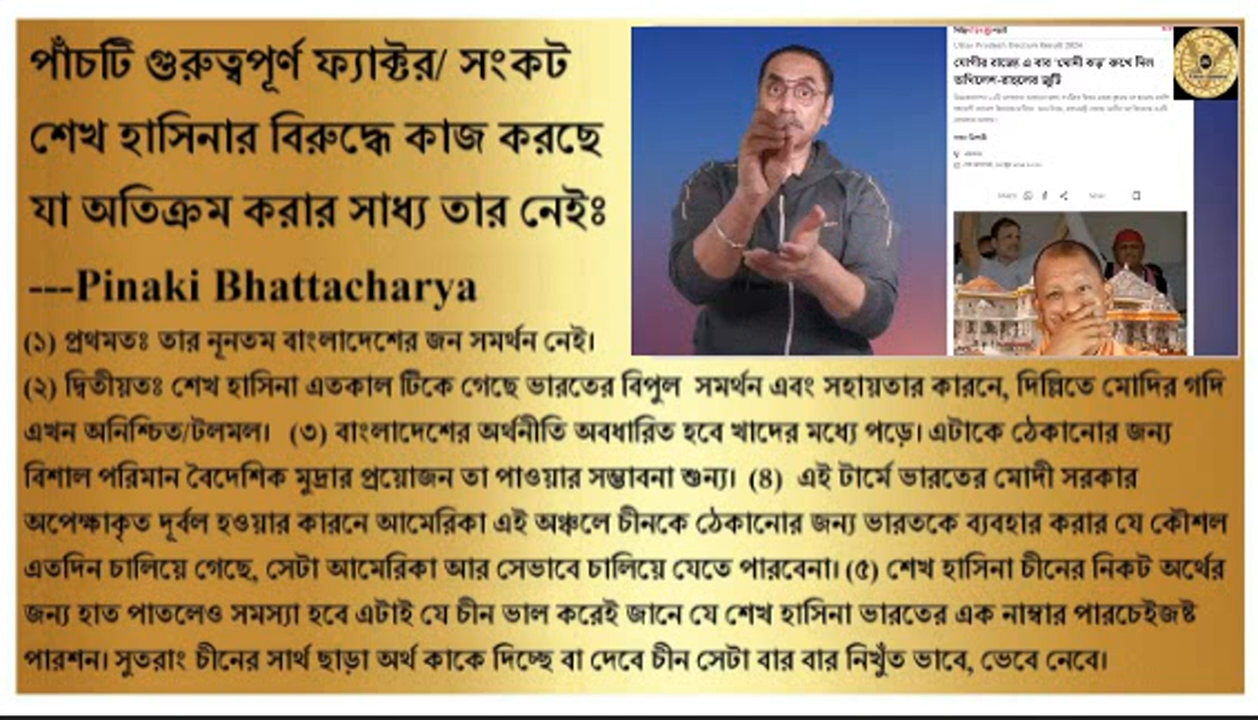 পাঁচটি গুরুত্বপূর্ণ ফ্যাক্টর/ সংকট
শেখ হাসিনার বিরুদ্ধে কাজ করছে
যা অতিক্রম করার সাধ্য তার নেইঃ
---Pinaki Bhattacharya
Uttar Pradesh Election Result 2024
যোগীর রাজ্যে এ বার 'মোদী ঝড়' রুখে দিল
অখিলেশ-রাহুলের জুটি
(১) প্রথমতঃ তার নূনতম বাংলাদেশের জন সমর্থন নেই।
(২) দ্বিতীয়তঃ শেখ হাসিনা এতকাল টিকে গেছে ভারতের বিপুল সমর্থন এবং সহায়তার কারনে, দিল্লিতে মোদির গদি
এখন অনিশ্চিত/টলমল। (৩) বাংলাদেশের অর্থনীতি অবধারিত হবে খাদের মধ্যে পড়ে। এটাকে ঠেকানোর জন্য
বিশাল পরিমান বৈদেশিক মুদ্রার প্রয়োজন তা পাওয়ার সম্ভাবনা শুন্য। (৪) এই টার্মে ভারতের মোদী সরকার
অপেক্ষাকৃত দূর্বল হওয়ার কারনে আমেরিকা এই অঞ্চলে চীনকে ঠেকানোর জন্য ভারতকে ব্যবহার করার যে কৌশল
এতদিন চালিয়ে গেছে, সেটা আমেরিকা আর সেভাবে চালিয়ে যেতে পারবেনা। (৫) শেখ হাসিনা চীনের নিকট অর্থের
জন্য হাত পাতলেও সমস্যা হবে এটাই যে চীন ভাল করেই জানে যে শেখ হাসিনা ভারতের এক নাম্বার পারচেইজষ্ট
পারশন। সুতরাং চীনের সার্থ ছাড়া অর্থ কাকে দিচ্ছে বা দেবে চীন সেটা বার বার নিখুঁত ভাবে, ভেবে নেবে।